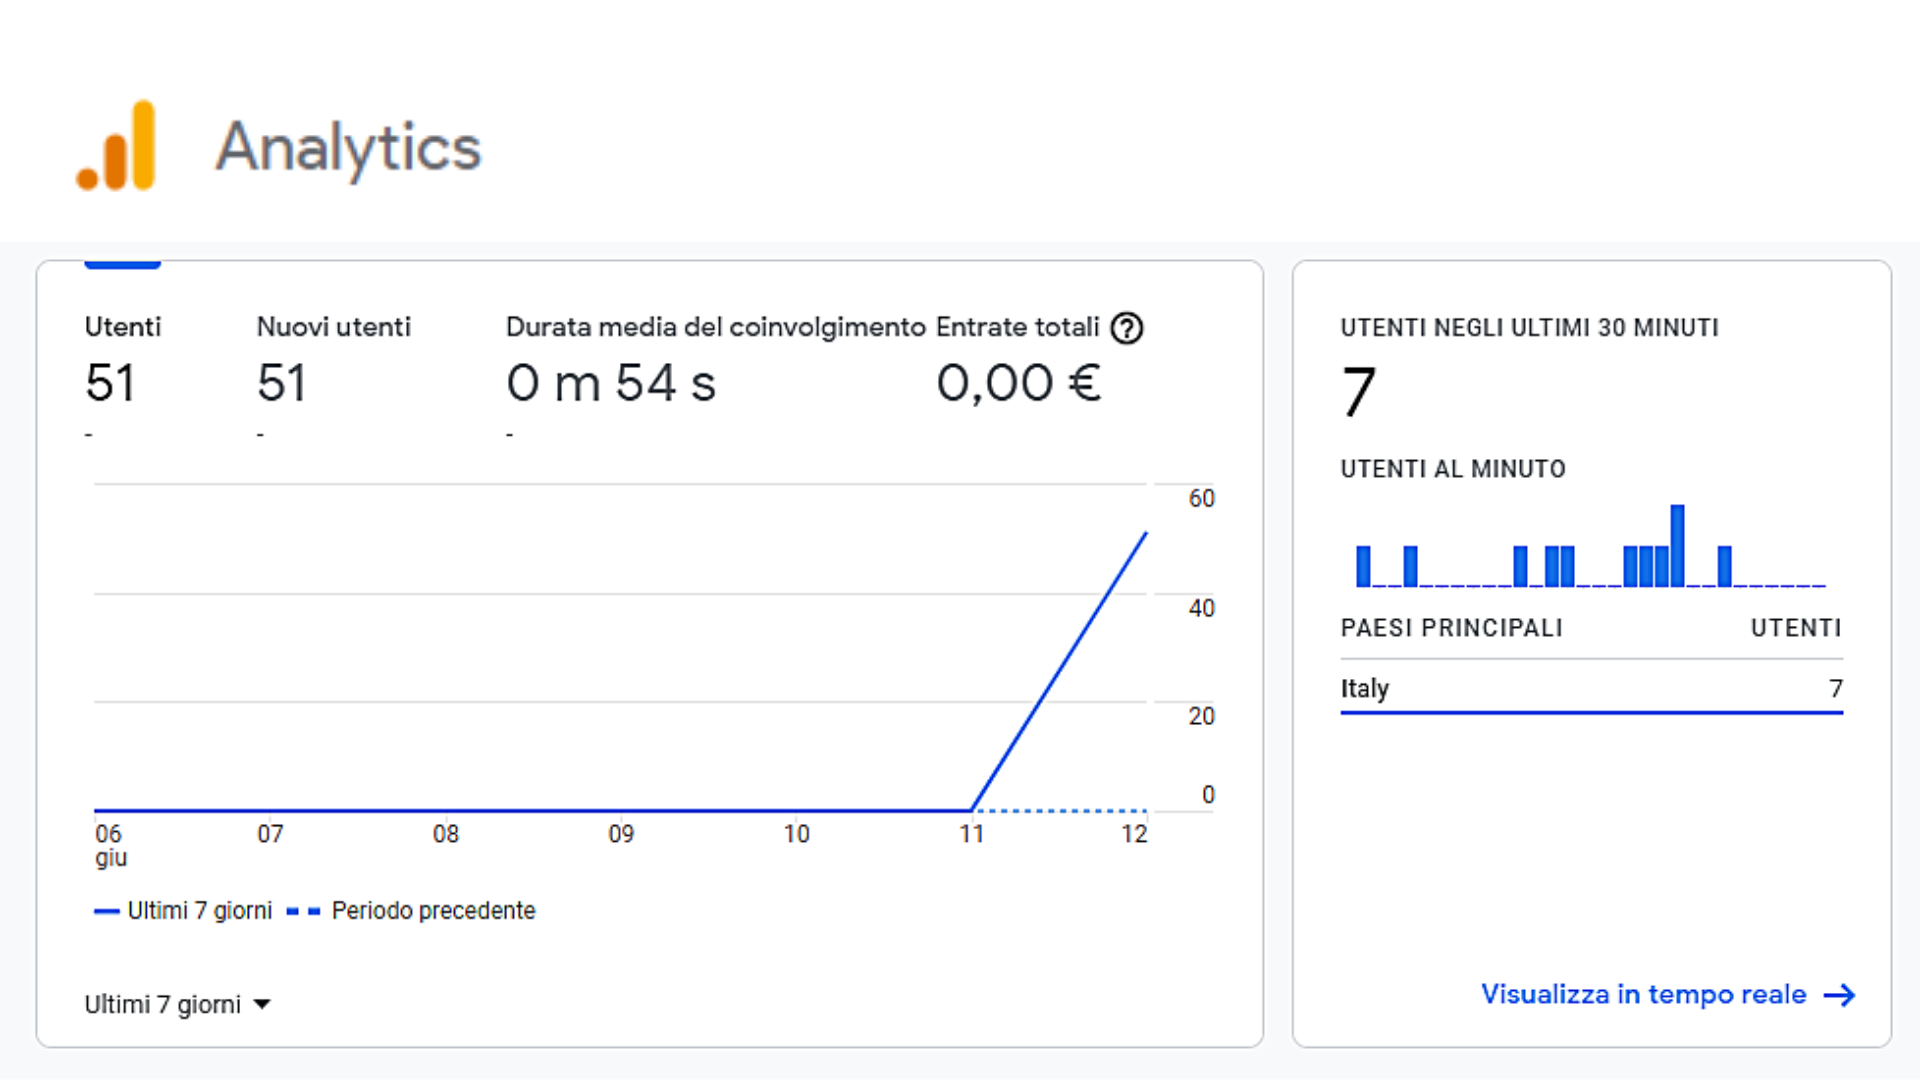 Analytics
Utenti
51
-
Nuovi utenti
51
-
Durata media del coinvolgimento
0 m 54 s
-
Entrate totali ?
0,00 €
60
40
20
0
06 giu
07
08
09
10
11
12
Ultimi 7 giorni
Periodo precedente
Ultimi 7 giorni
UTENTI NEGLI ULTIMI 30 MINUTI
7
UTENTI AL MINUTO
PAESI PRINCIPALI UTENTI
Italy 7
Visualizza in tempo reale →